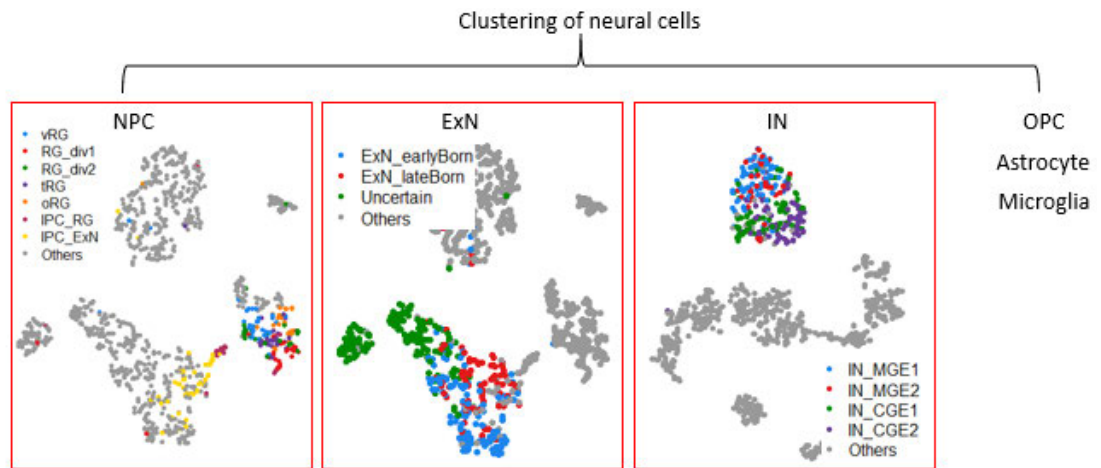 Clustering of neural cells
NPC
vRG
RG_div1
RG_div2
tRG
oRG
IPC_RG
IPC_ExN
Others
ExN
ExN_earlyBorn
ExN_lateBorn
Uncertain
Others
IN
IN_MGE1
IN_MGE2
IN_CGE1
IN_CGE2
Others
OPC
Astrocyte
Microglia